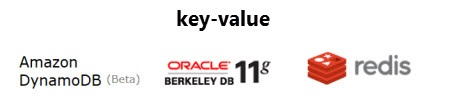 key-value
Amazon
DynamoDB (Beta)
ORACLE
BERKELEY DB 11g
redis